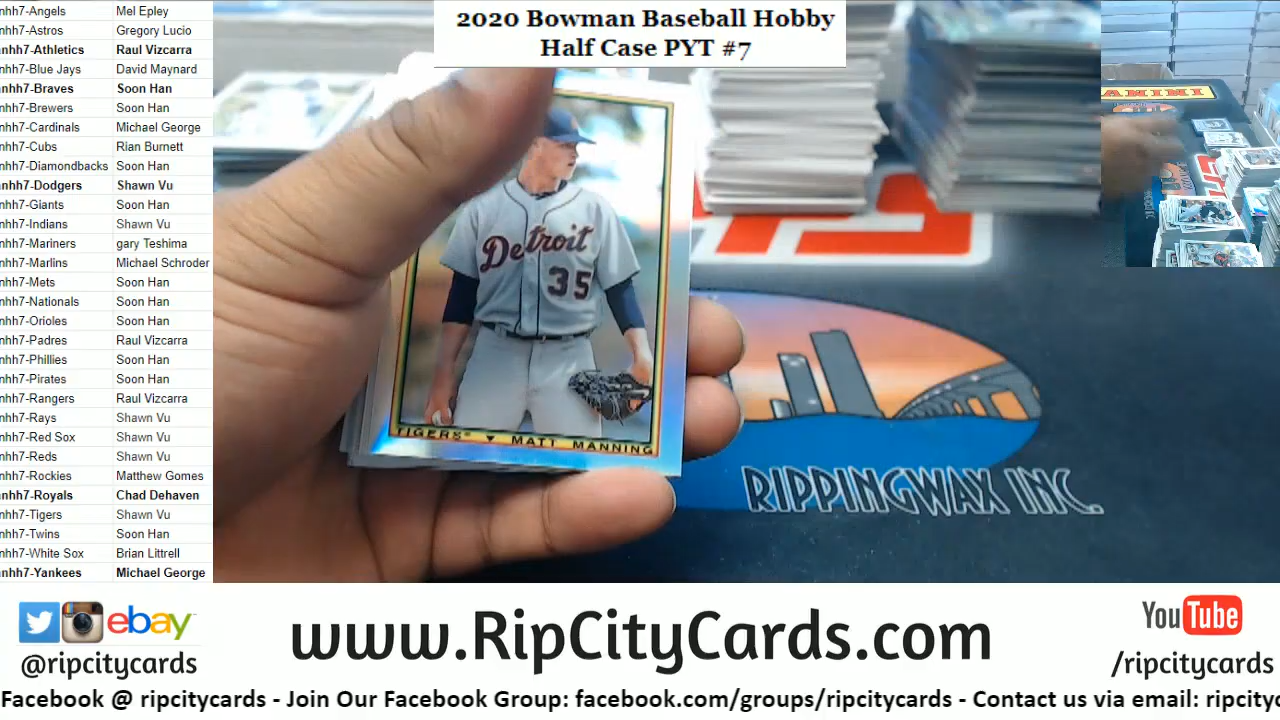 2020 Bowman Baseball Hobby
Half Case PYT #7
nhh7-Angels Mel Epley
nhh7-Astros Gregory Lucio
nhh7-Athletics Raul Vizcarra
nhh7-Blue Jays David Maynard
nhh7-Braves Soon Han
nhh7-Brewers Soon Han
nhh7-Cardinals Michael George
nhh7-Cubs Rian Burnett
nhh7-Diamondbacks Soon Han
nhh7-Dodgers Shawn Vu
nhh7-Giants Soon Han
nhh7-Indians Shawn Vu
nhh7-Mariners gary Teshima
nhh7-Marlins Michael Schroder
nhh7-Mets Soon Han
nhh7-Nationals Soon Han
nhh7-Orioles Soon Han
nhh7-Padres Raul Vizcarra
nhh7-Phillies Soon Han
nhh7-Pirates Soon Han
nhh7-Rangers Raul Vizcarra
nhh7-Rays Shawn Vu
nhh7-Red Sox Shawn Vu
nhh7-Reds Shawn Vu
nhh7-Rockies Matthew Gomes
nhh7-Royals Chad Dehaven
nhh7-Tigers Shawn Vu
nhh7-Twins Soon Han
nhh7-White Sox Brian Littrell
nhh7-Yankees Michael George
Detroit
35
TIGERS MATT MANNING
PANINI
RIPPINGWAX INC.
ebay
@ripcitycards
www.RipCityCards.com
YouTube
/ripcitycards
Facebook @ ripcitycards - Join Our Facebook Group: facebook.com/groups/ripcitycards - Contact us via email: ripcityc